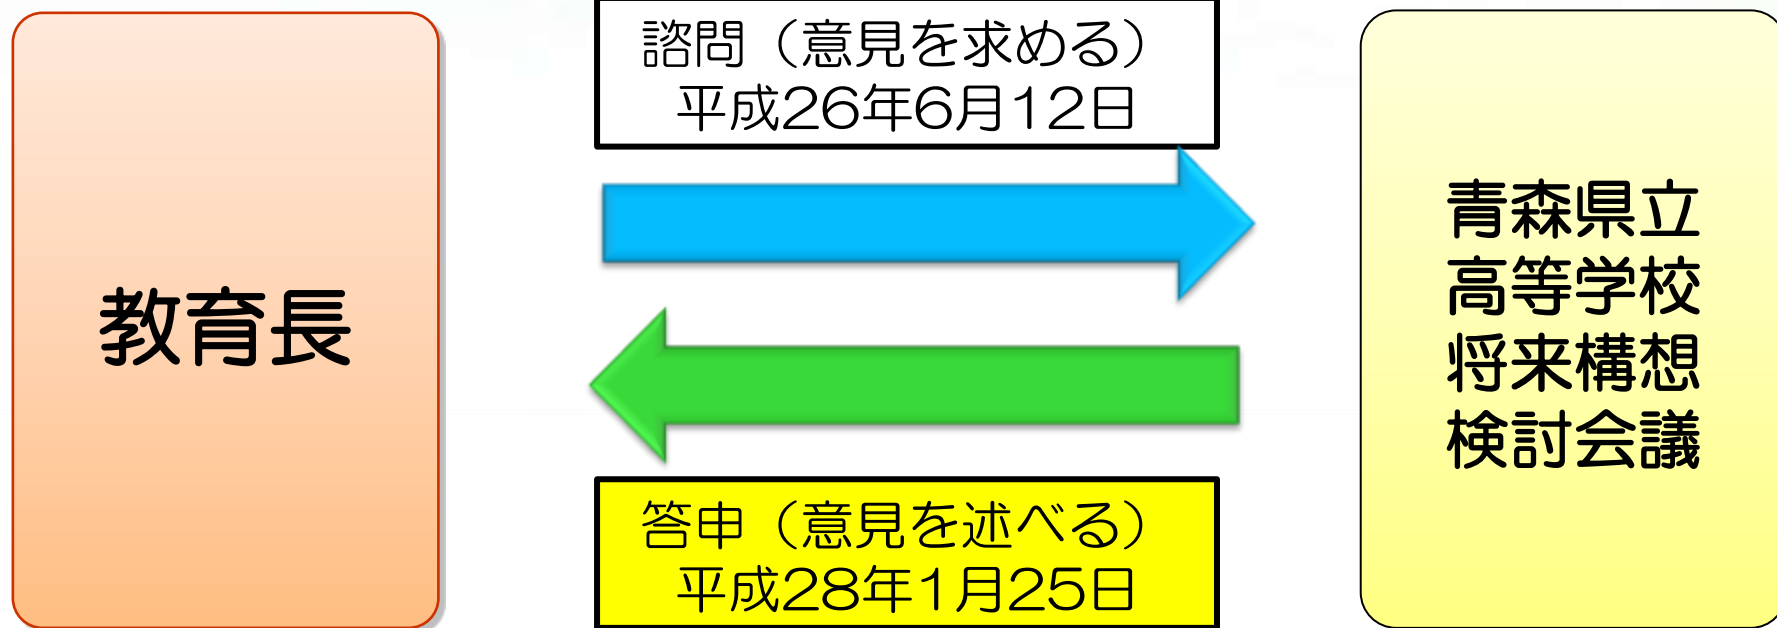 教育長
諮問（意見を求める）
平成26年6月12日
答申（意見を述べる）
平成28年1月25日
青森県立
高等学校
将来構想
検討会議